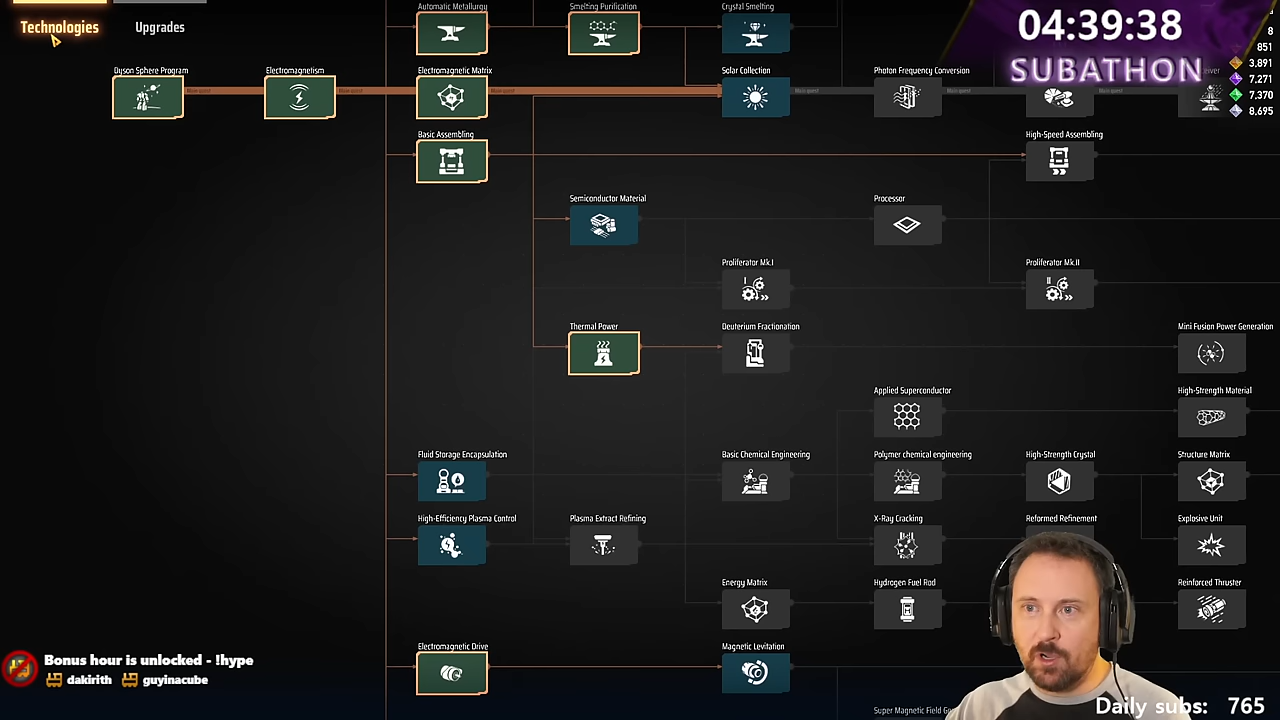 Technologies
Upgrades
Automatic Metallurgy
Smelting Purification
Crystal Smelting
04:39:38
SUBATHON
8
851
3,891
7,271
7,370
8,695
Dyson Sphere Program
Electromagnetism
Electromagnetic Matrix
Solar Collection
Photon Frequency Conversion
Basic Assembling
High-Speed Assembling
Semiconductor Material
Processor
Proliferator Mk.I
Proliferator Mk.II
Thermal Power
Deuterium Fractionation
Mini Fusion Power Generation
Applied Superconductor
High-Strength Material
Fluid Storage Encapsulation
Basic Chemical Engineering
Polymer chemical engineering
High-Strength Crystal
Structure Matrix
High-Efficiency Plasma Control
Plasma Extract Refining
X-Ray Cracking
Reformed Refinement
Explosive Unit
Energy Matrix
Hydrogen Fuel Rod
Reinforced Thruster
Electromagnetic Drive
Magnetic Levitation
Bonus hour is unlocked - !hype
dakirith guyinacube
Super Magnetic Field
Daily subs: 765